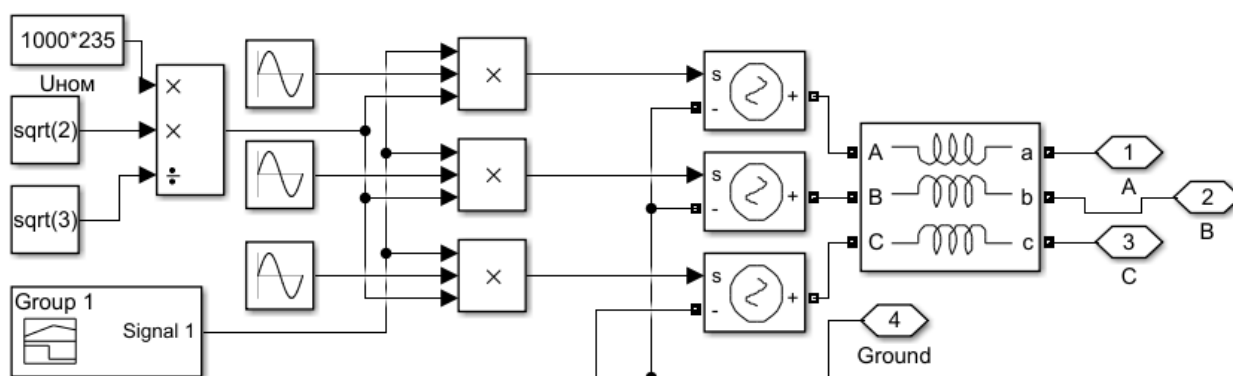 1000*235
Uном
sqrt(2)
sqrt(3)
×
×
÷
×
×
×
Group 1
Signal 1
s
-
+
s
-
+
s
-
+
A
B
C
a
b
c
1
A
2
B
3
C
4
Ground